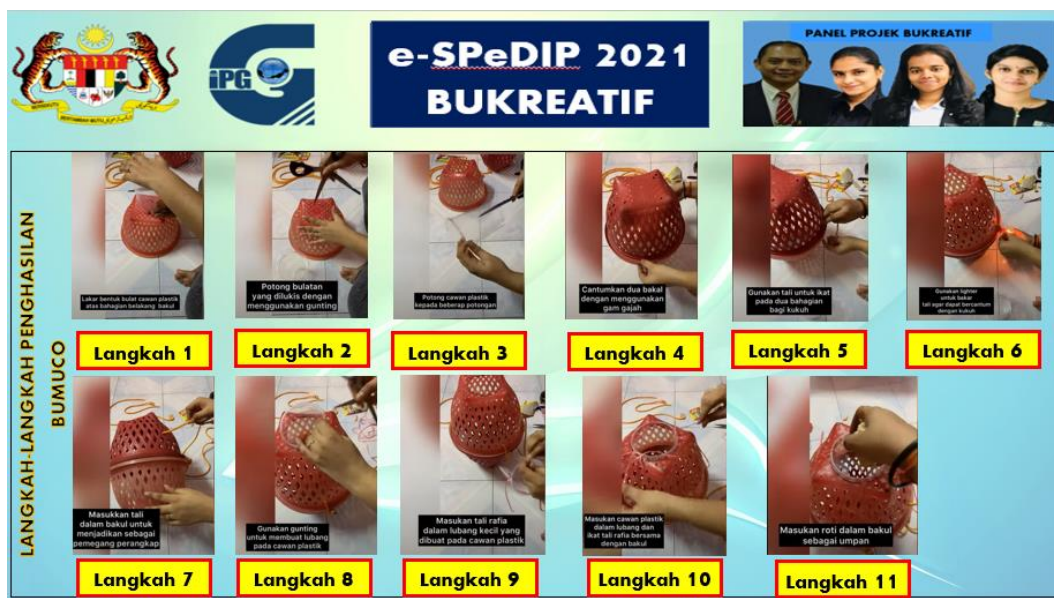 iPG
e-SPeDIP 2021
BUKREATIF
PANEL PROJEK BUKREATIF
LANGKAH-LANGKAH PENGHASILAN
BUMUCO
Lakar bentuk bulat cawan plastik
atas bahagian belakang bakul
Langkah 1
Potong bulatan
yang dilukis dengan
menggunakan gunting
Langkah 2
Potong cawan plastik
kepada beberap potongan
Langkah 3
Cantumkan dua bakal
dengan menggunakan
gam gajah
Langkah 4
Gunakan tali untuk ikat
pada dua bahagian
bagi kukuh
Langkah 5
Gunakan lighter
untuk bakar
tali agar dapat bercantum
dengan kukuh
Langkah 6
Masukkan tali
dalam bakul untuk
menjadikan sebagai
pemegang perangkap
Langkah 7
Gunakan gunting
untuk membuat lubang
pada cawan plastik
Langkah 8
Masukan tali rafia
dalam lubang kecil yang
dibuat pada cawan plastik
Langkah 9
Masukan cawan plastik
dalam lubang dan
ikat tali rafia bersama
dengan bakul
Langkah 10
Masukan roti dalam bakul
sebagai umpan
Langkah 11